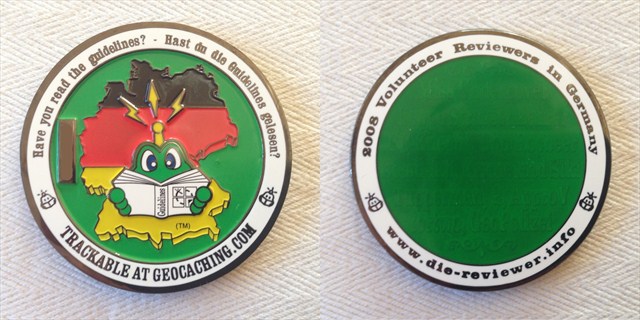 Have you read the guidelines? - Hast du die Guidelines gelesen?
Guidelines
(TM)
TRACKABLE AT GEOCACHING.COM
2008 Volunteer Reviewers in Germany
www.die-reviewer.info